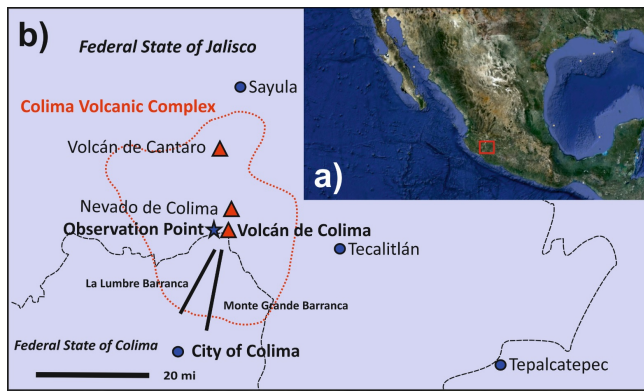 b)
Federal State of Jalisco
Sayula
Colima Volcanic Complex
Volcán de Cantaro
a)
Nevado de Colima
Observation Point
Volcán de Colima
Tecalitlán
La Lumbre Barranca
Monte Grande Barranca
Federal State of Colima
City of Colima
Tepalcatepec
20 mi